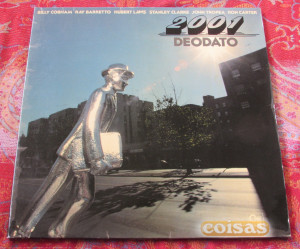 BILLY COBHAM RAY BARRETTO HUBERT LAWS STANLEY CLARKE JOHN TROPEA RON CARTER
2001
DEODATO
coisas